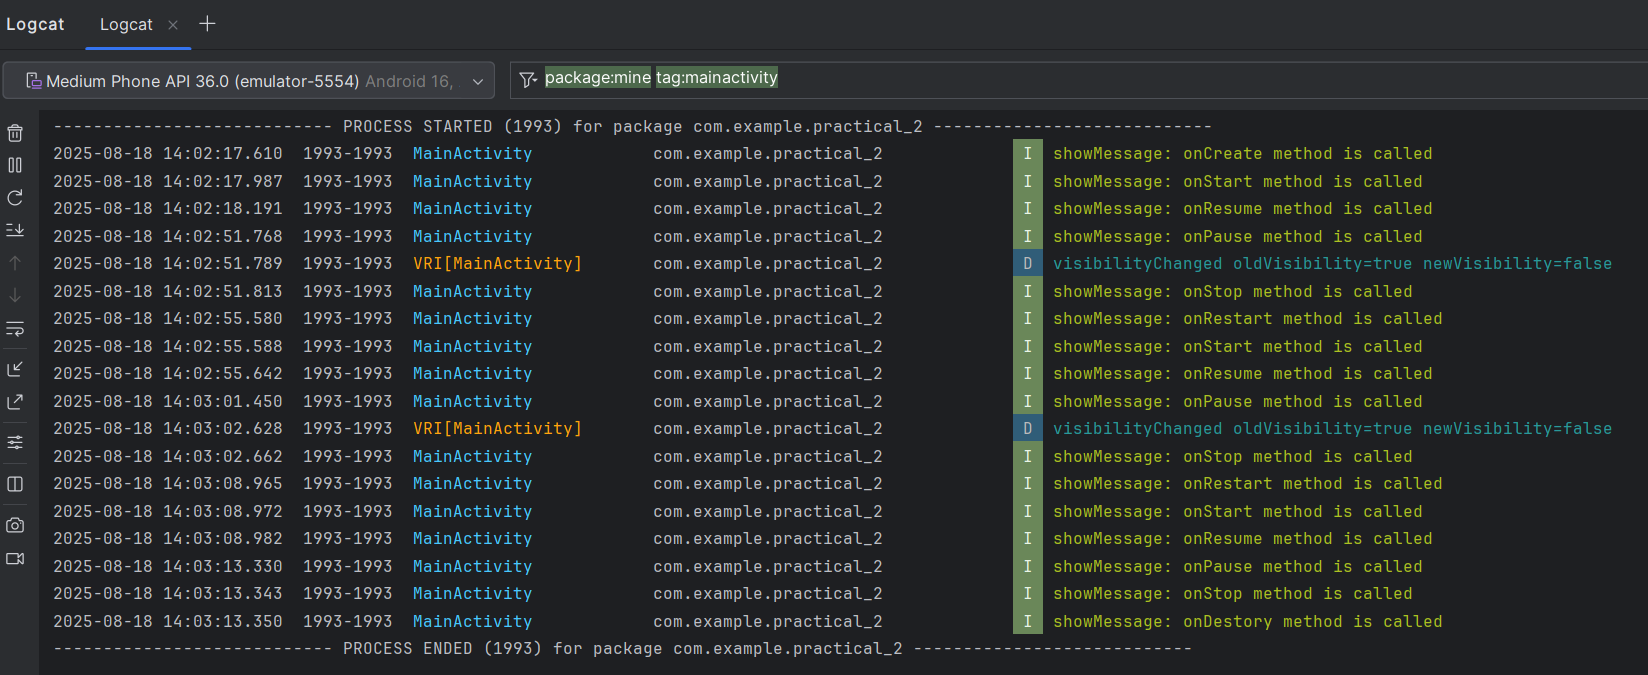 Logcat Logcat
Medium Phone API 36.0 (emulator-5554) Android 16, package:mine tag:mainactivity
---------------------------- PROCESS STARTED (1993) for package com.example.practical_2 ----------------------------
2025-08-18 14:02:17.610 1993-1993 MainActivity com.example.practical_2 I showMessage: onCreate method is called
2025-08-18 14:02:17.987 1993-1993 MainActivity com.example.practical_2 I showMessage: onStart method is called
2025-08-18 14:02:18.191 1993-1993 MainActivity com.example.practical_2 I showMessage: onResume method is called
2025-08-18 14:02:51.768 1993-1993 MainActivity com.example.practical_2 I showMessage: onPause method is called
2025-08-18 14:02:51.789 1993-1993 VRI[MainActivity] com.example.practical_2 D visibilityChanged oldVisibility=true newVisibility=false
2025-08-18 14:02:51.813 1993-1993 MainActivity com.example.practical_2 I showMessage: onStop method is called
2025-08-18 14:02:55.580 1993-1993 MainActivity com.example.practical_2 I showMessage: onRestart method is called
2025-08-18 14:02:55.588 1993-1993 MainActivity com.example.practical_2 I showMessage: onStart method is called
2025-08-18 14:02:55.642 1993-1993 MainActivity com.example.practical_2 I showMessage: onResume method is called
2025-08-18 14:03:01.450 1993-1993 MainActivity com.example.practical_2 I showMessage: onPause method is called
2025-08-18 14:03:02.628 1993-1993 VRI[MainActivity] com.example.practical_2 D visibilityChanged oldVisibility=true newVisibility=false
2025-08-18 14:03:02.662 1993-1993 MainActivity com.example.practical_2 I showMessage: onStop method is called
2025-08-18 14:03:08.965 1993-1993 MainActivity com.example.practical_2 I showMessage: onRestart method is called
2025-08-18 14:03:08.972 1993-1993 MainActivity com.example.practical_2 I showMessage: onStart method is called
2025-08-18 14:03:08.982 1993-1993 MainActivity com.example.practical_2 I showMessage: onResume method is called
2025-08-18 14:03:13.330 1993-1993 MainActivity com.example.practical_2 I showMessage: onPause method is called
2025-08-18 14:03:13.343 1993-1993 MainActivity com.example.practical_2 I showMessage: onStop method is called
2025-08-18 14:03:13.350 1993-1993 MainActivity com.example.practical_2 I showMessage: onDestory method is called
---------------------------- PROCESS ENDED (1993) for package com.example.practical_2 ----------------------------